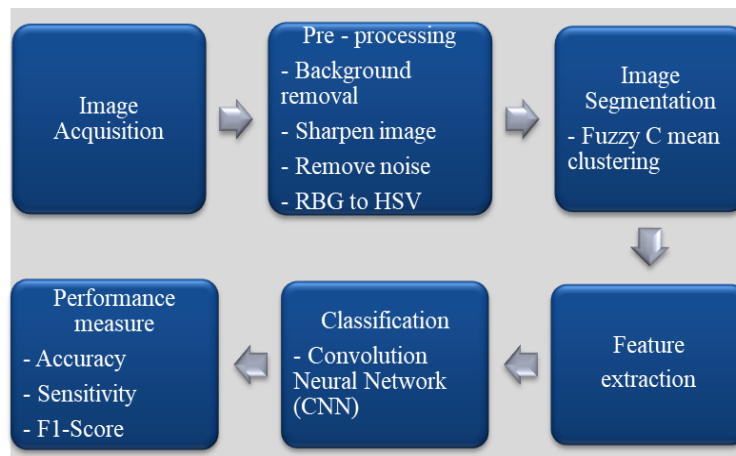 Image
Acquisition
Pre - processing
- Background
removal
- Sharpen image
- Remove noise
- RBG to HSV
Image
Segmentation
- Fuzzy C mean
clustering
Feature
extraction
Classification
- Convolution
Neural Network
(CNN)
Performance
measure
- Accuracy
- Sensitivity
- F1-Score